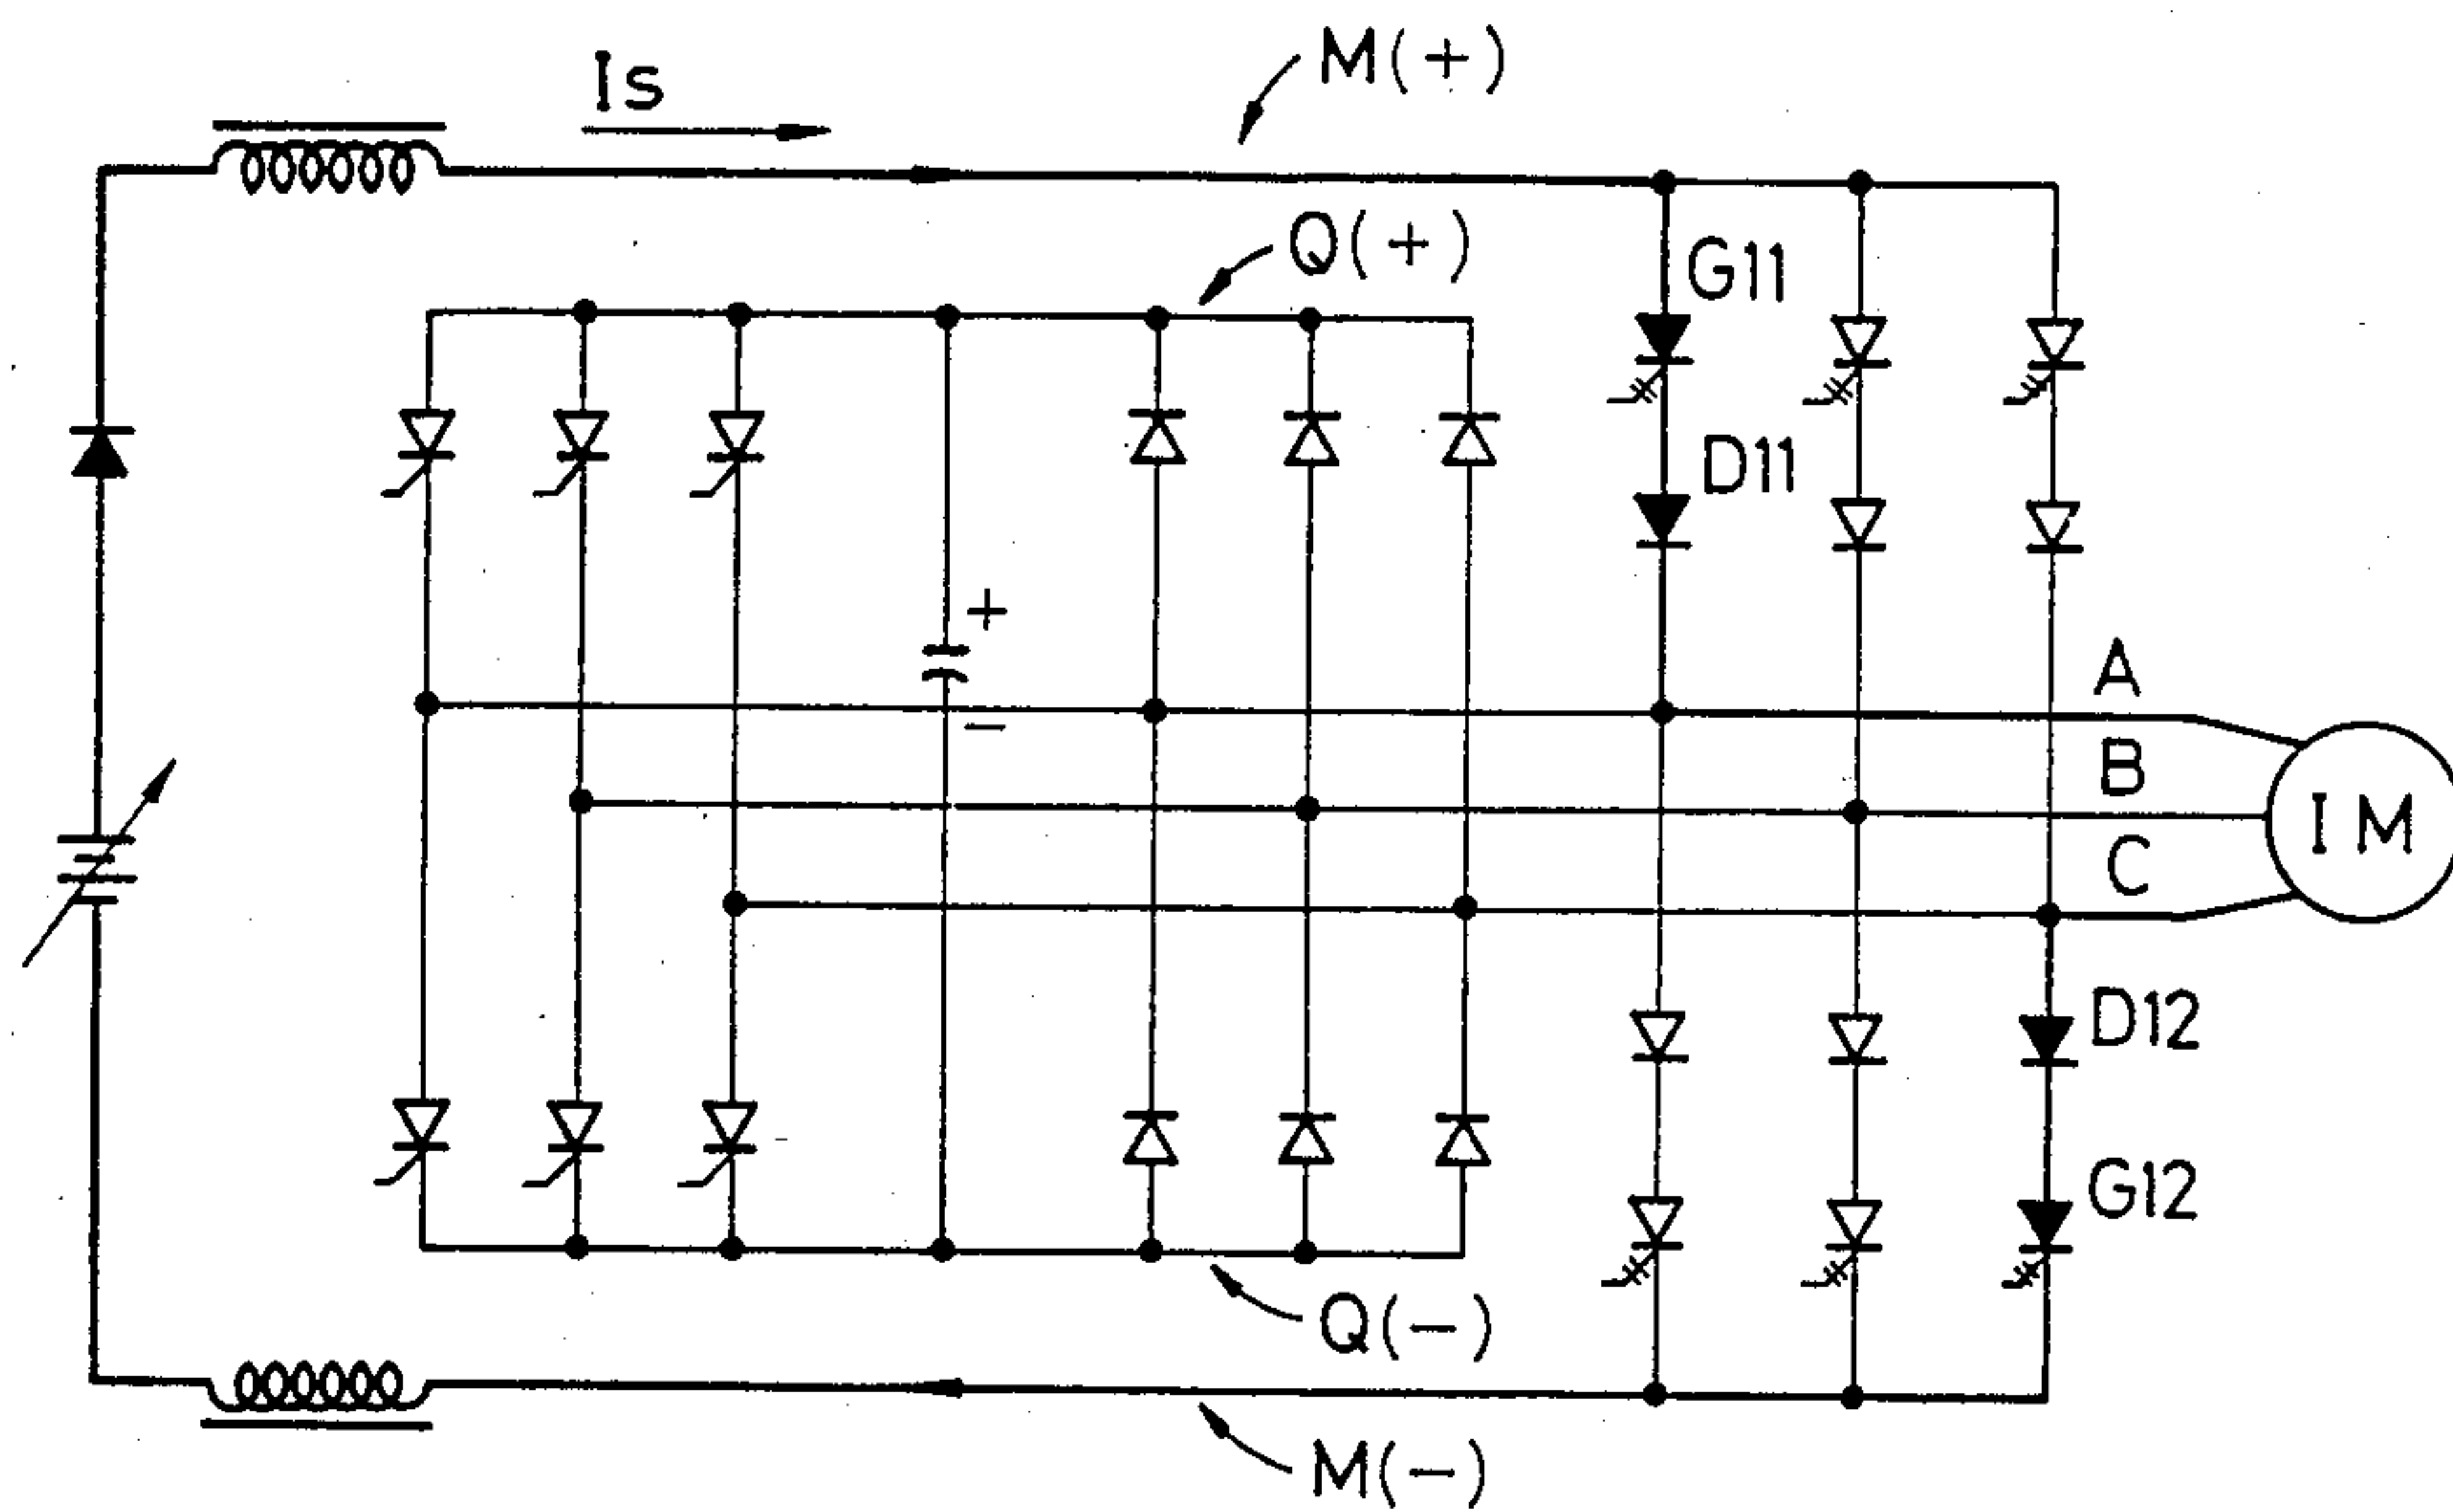 M(+)
Is
Q(+)
G11
D11
+
−
A
B
C
IM
D12
G12
Q(−)
M(−)